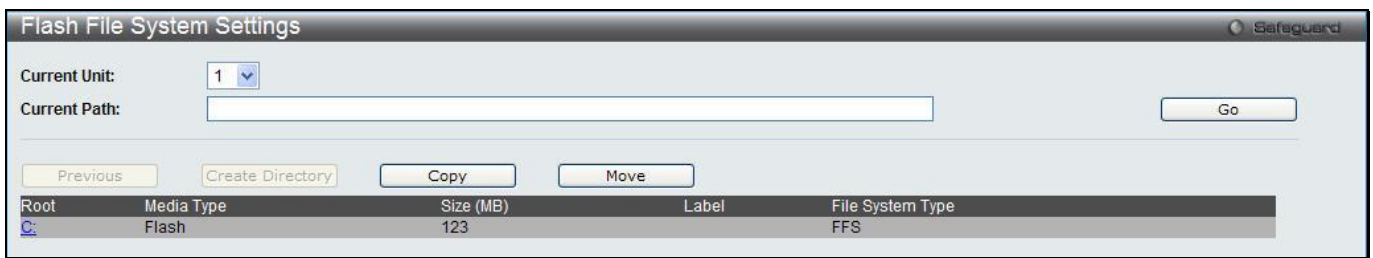 Flash File System Settings Safeguard
Current Unit: 1
Current Path: Go
Previous Create Directory Copy Move
Root Media Type Size (MB) Label File System Type
C: Flash 123 FFS